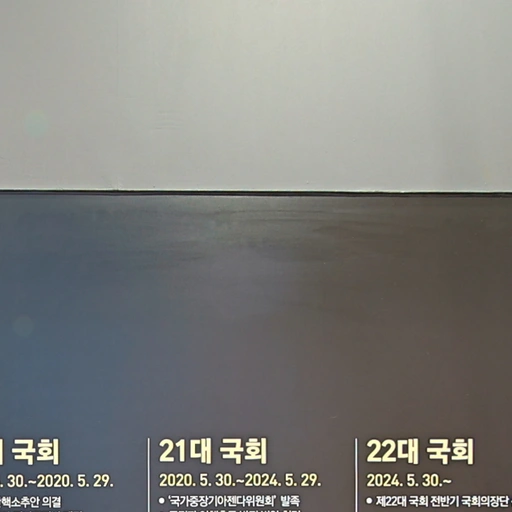 국회
. 30.~2020. 5. 29.
핵소추안 의결
21대 국회
2020. 5. 30.~2024. 5. 29.
• '국가중장기아젠다위원회' 발족
22대 국회
2024. 5. 30.~
• 제22대 국회 전반기 국회의장단